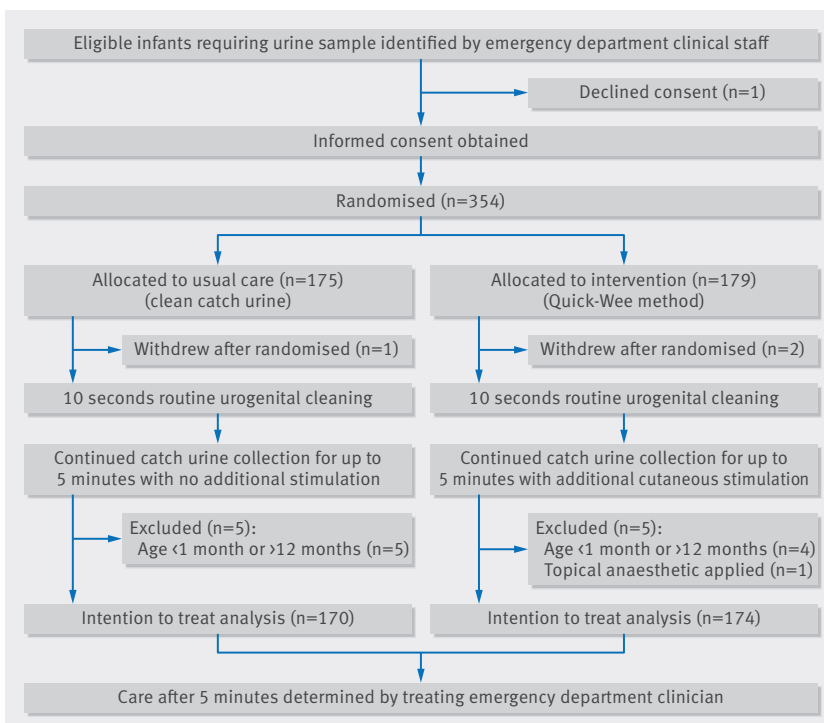 Eligible infants requiring urine sample identified by emergency department clinical staff
Declined consent (n=1)
Informed consent obtained
Randomised (n=354)
Allocated to usual care (n=175)
(clean catch urine)
Allocated to intervention (n=179)
(Quick-Wee method)
Withdrew after randomised (n=1)
Withdrew after randomised (n=2)
10 seconds routine urogenital cleaning
10 seconds routine urogenital cleaning
Continued catch urine collection for up to
5 minutes with no additional stimulation
Continued catch urine collection for up to
5 minutes with additional cutaneous stimulation
Excluded (n=5):
Age <1 month or >12 months (n=5)
Excluded (n=5):
Age <1 month or >12 months (n=4)
Topical anaesthetic applied (n=1)
Intention to treat analysis (n=170)
Intention to treat analysis (n=174)
Care after 5 minutes determined by treating emergency department clinician